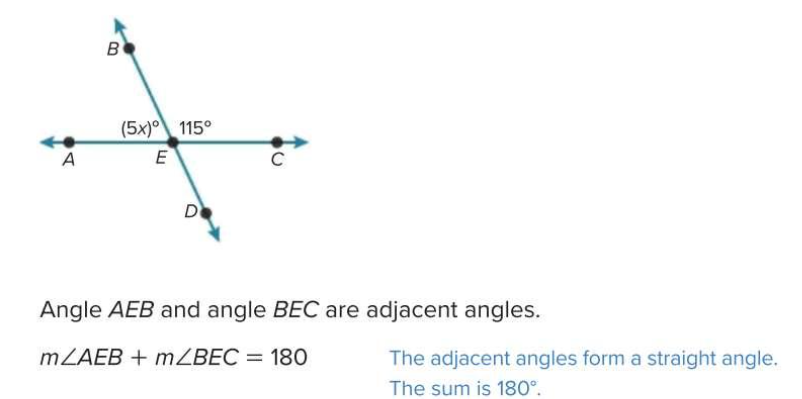 B
(5x)° 115°
A E C
D
Angle AEB and angle BEC are adjacent angles.
m∠AEB + m∠BEC = 180
The adjacent angles form a straight angle.
The sum is 180°.